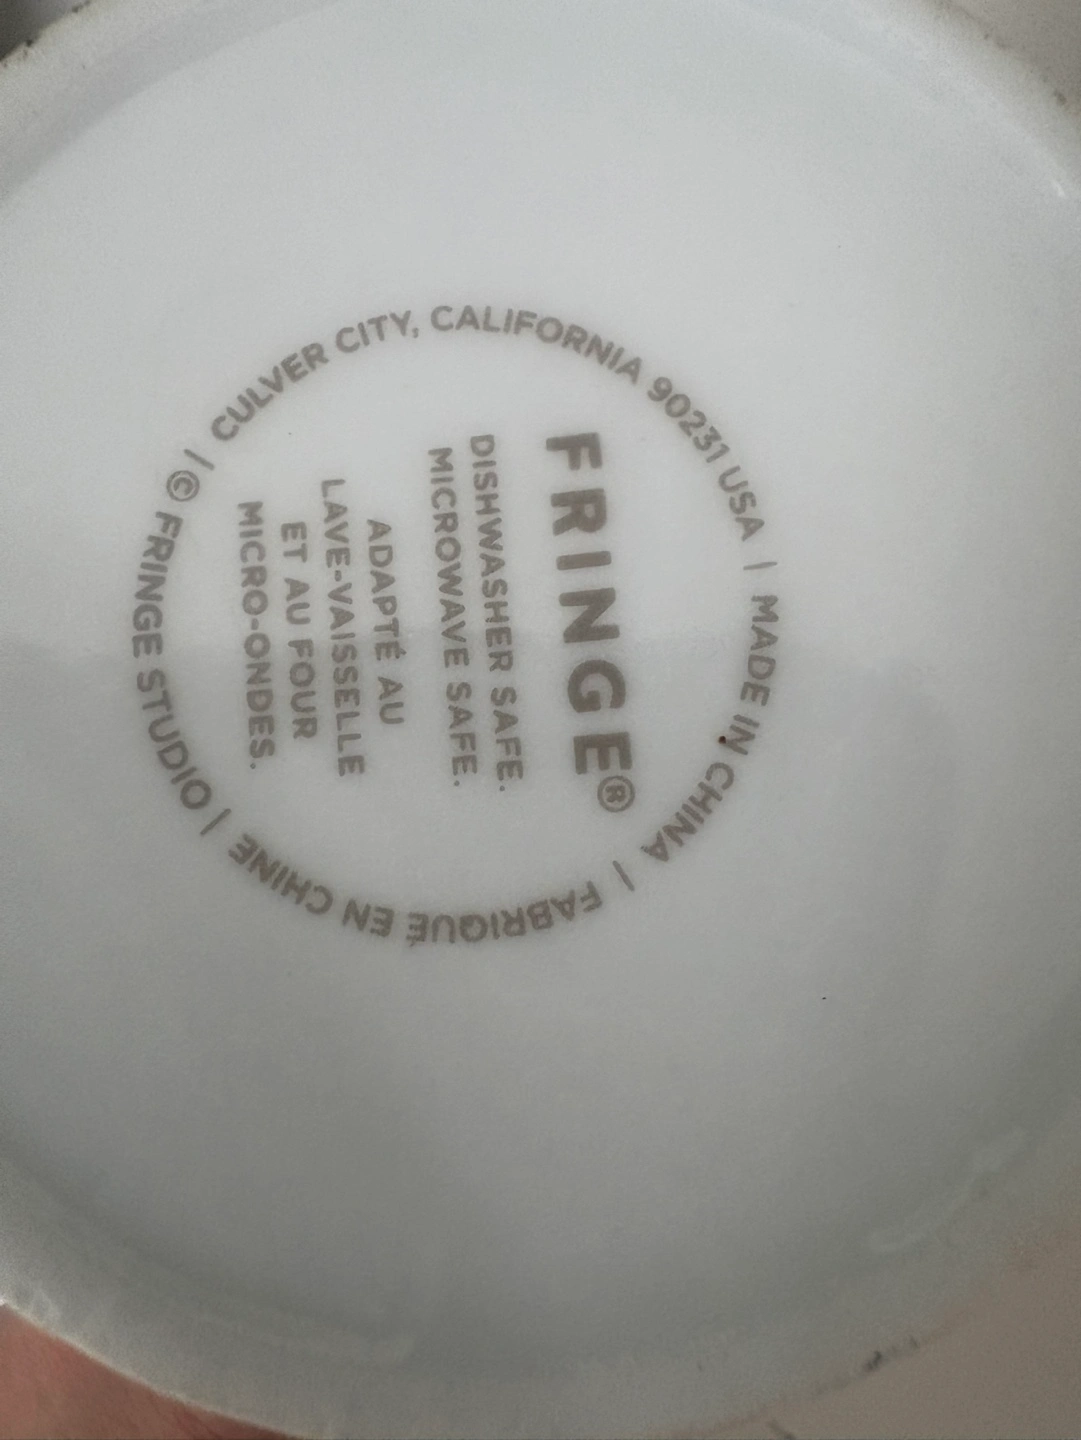 FRINGE®
DISHWASHER SAFE.
MICROWAVE SAFE.
ADAPTÉ AU
LAVE-VAISSELLE
ET AU FOUR
MICRO-ONDES.
© FRINGE STUDIO | CULVER CITY, CALIFORNIA 90231 USA | MADE IN CHINA | FABRIQUÉ EN CHINE |